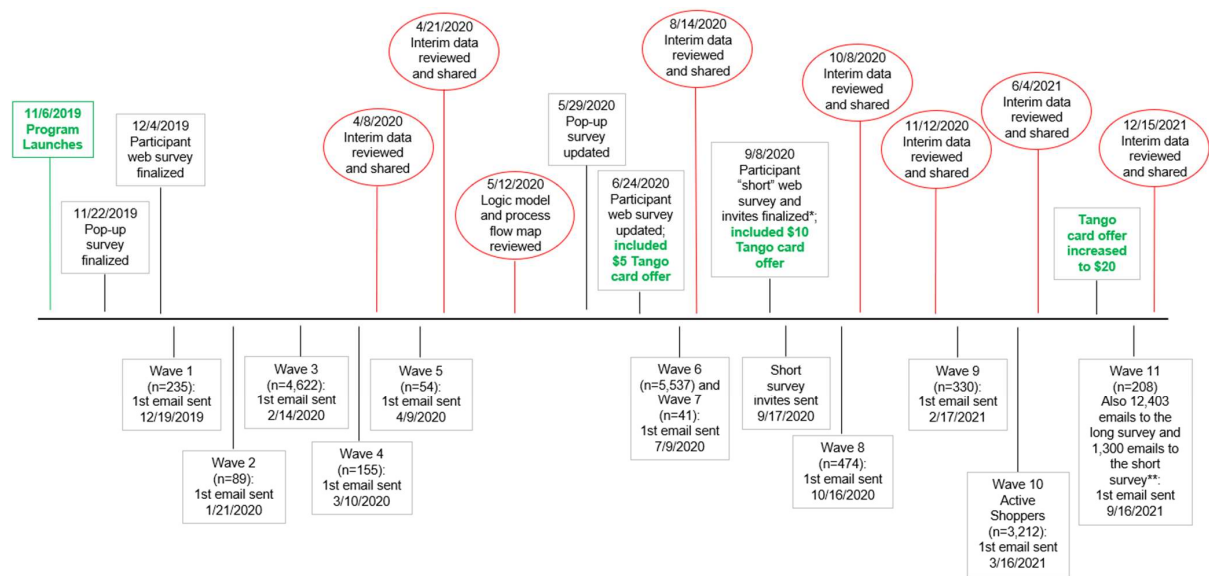 11/6/2019
Program
Launches
11/22/2019
Pop-up
survey
finalized
12/4/2019
Participant
web survey
finalized
4/8/2020
Interim data
reviewed
and shared
4/21/2020
Interim data
reviewed
and shared
5/12/2020
Logic model
and process
flow map
reviewed
5/29/2020
Pop-up
survey
updated
6/24/2020
Participant
web survey
updated;
included
$5 Tango
card offer
8/14/2020
Interim data
reviewed
and shared
9/8/2020
Participant
“short” web
survey and
invites finalized*;
included $10
Tango card
offer
10/8/2020
Interim data
reviewed
and shared
11/12/2020
Interim data
reviewed
and shared
6/4/2021
Interim data
reviewed
and shared
Tango
card offer
increased
to $20
12/15/2021
Interim data
reviewed
and shared
Wave 1
(n=235):
1st email sent
12/19/2019
Wave 2
(n=89):
1st email sent
1/21/2020
Wave 3
(n=4,622):
1st email sent
2/14/2020
Wave 4
(n=155):
1st email sent
3/10/2020
Wave 5
(n=54):
1st email sent
4/9/2020
Wave 6
(n=5,537) and
Wave 7
(n=41):
1st email sent
7/9/2020
Short
survey
invites sent
9/17/2020
Wave 8
(n=474):
1st email sent
10/16/2020
Wave 9
(n=330):
1st email sent
2/17/2021
Wave 10
Active
Shoppers
(n=3,212):
1st email sent
3/16/2021
Wave 11
(n=208)
Also 12,403
emails to the
long survey and
1,300 emails to
the short
survey**:
1st email sent
9/16/2021